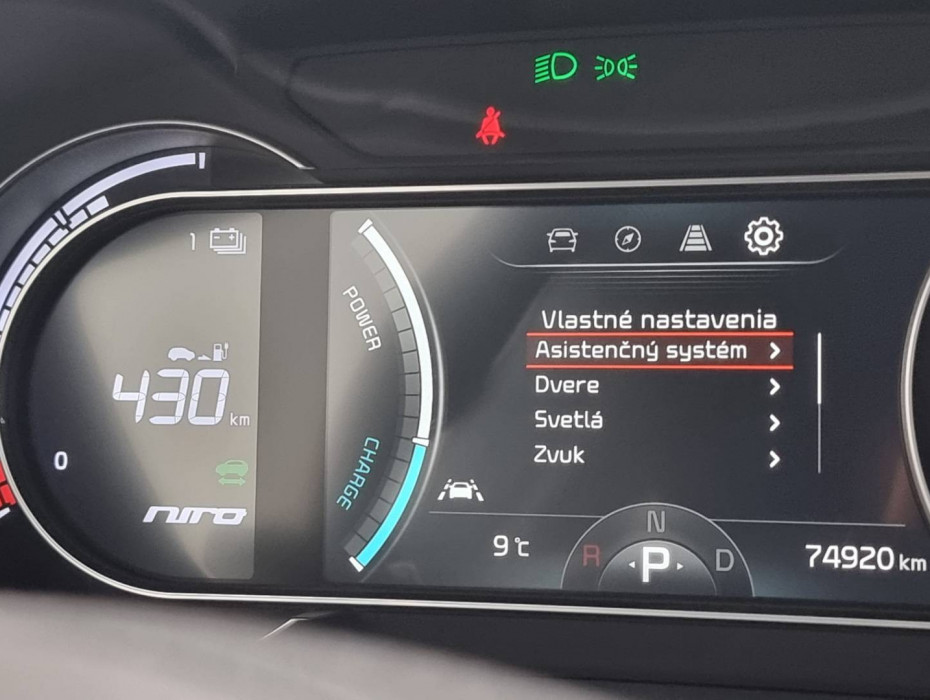 1
POWER
430 km
0
CHARGE
niro
Vlastné nastavenia
Asistenčný systém
Dvere
Svetlá
Zvuk
9℃
N
R P D
74920 km